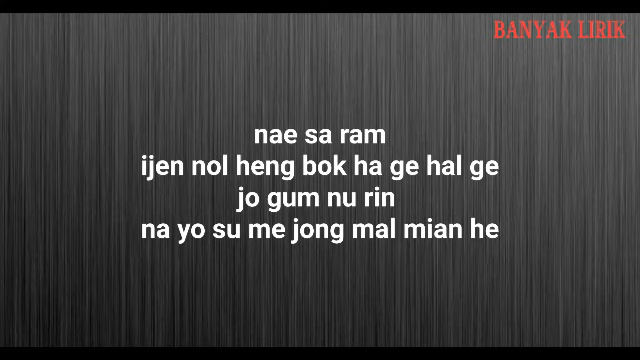 BANYAK LIRIK
nae sa ram
ijen nol heng bok ha ge hal ge
jo gum nu rin
na yo su me jong mal mian he